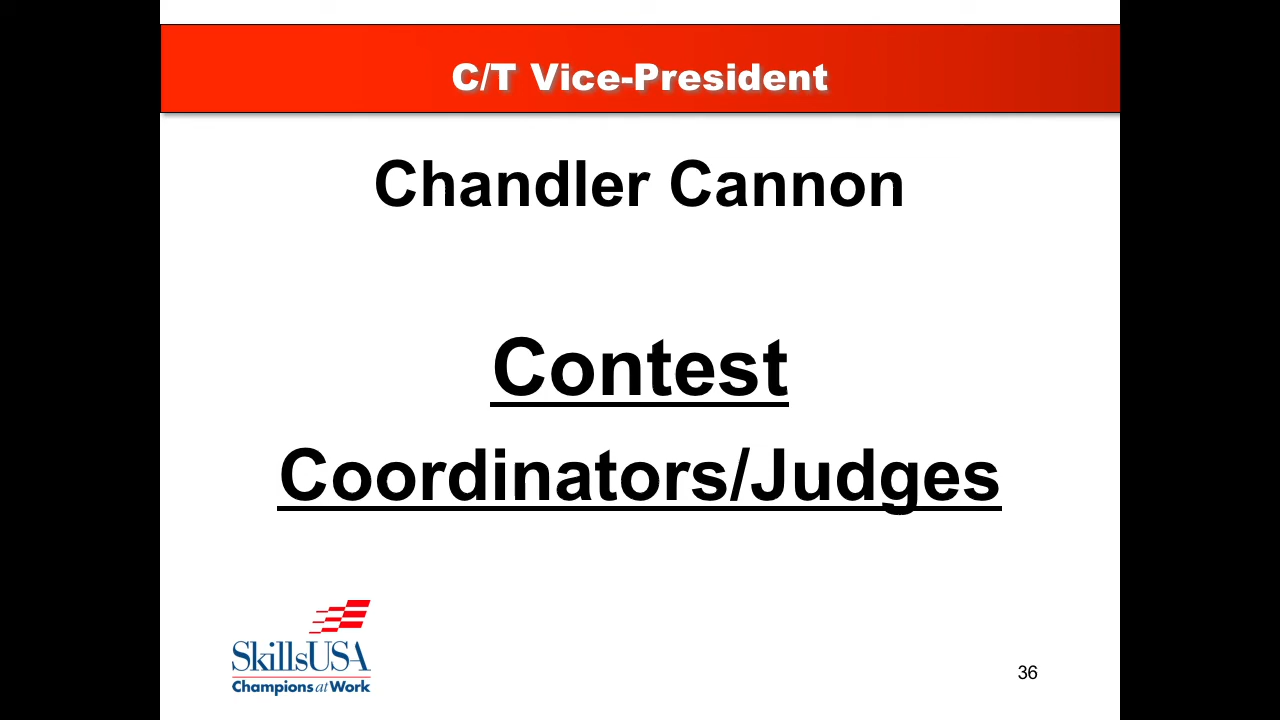 C/T Vice-President
Chandler Cannon
Contest
Coordinators/Judges
SkillsUSA
Champions at Work
36